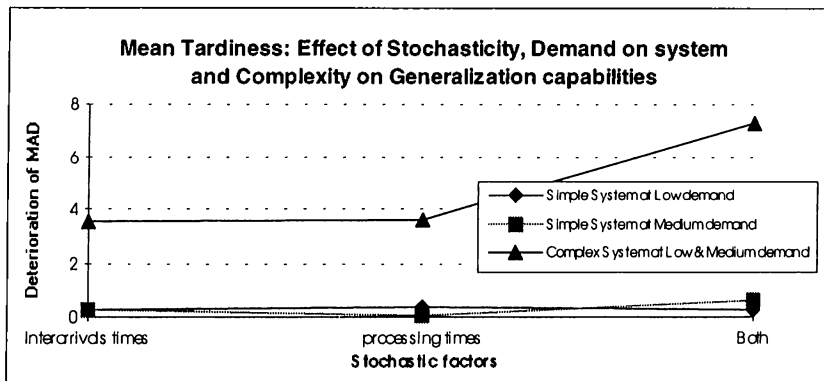 Mean Tardiness: Effect of Stochasticity, Demand on system
and Complexity on Generalization capabilities
Deterioration of MAD
8
6
4
2
0
Simple System at Low demand
Simple System at Medium demand
Complex System at Low & Medium demand
Interarrivals times
processing times
Both
Stochastic factors